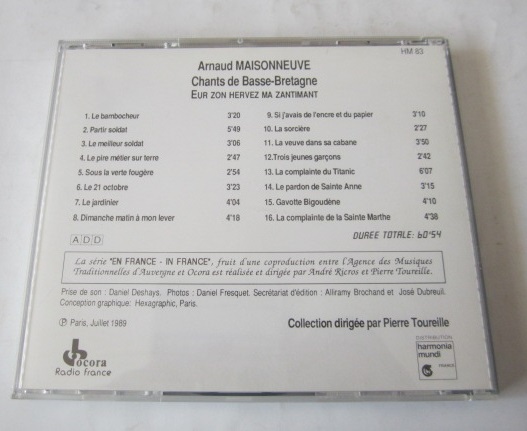 HM 83
Arnaud MAISONNEUVE
Chants de Basse-Bretagne
EUR ZON HERVEZ MA ZANTIMANT
1. Le bambocheur 3'20
2. Partir soldat 5'49
3. Le meilleur soldat 3'06
4. Le pire métier sur terre 2'47
5. Sous la verte fougère 2'54
6. Le 21 octobre 3'23
7. Le jardinier 4'04
8. Dimanche matin à mon lever 4'18
9. Si j'avais de l'encre et du papier 3'10
10. La sorcière 2'27
11. La veuve dans sa cabane 3'50
12.Trois jeunes garçons 2'42
13. La complainte du Titanic 6'07
14. Le pardon de Sainte Anne 3'15
15. Gavotte Bigoudène 4'10
16. La complainte de la Sainte Marthe 4'38
ADD
DUREE TOTALE: 60'54
La série "EN FRANCE - IN FRANCE", fruit d'une coproduction entre l'Agence des Musiques
Traditionnelles d'Auvergne et Ocora est réalisée et dirigée par André Ricros et Pierre Toureille.
Prise de son : Daniel Deshays. Photos : Daniel Fresquet. Secrétariat d'édition : Alliramy Brochand et José Dubreuil.
Conception graphique: Hexagraphic, Paris.
℗ Paris, Juillet 1989
Collection dirigée par Pierre Toureille
ocora
Radio france
DISTRIBUTION
harmonia
mundi
FRANCE